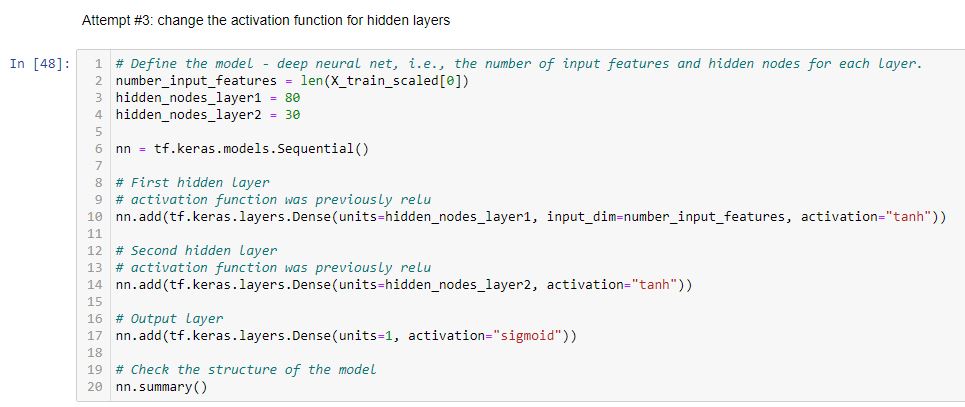 Attempt #3: change the activation function for hidden layers
In [48]:
1 # Define the model - deep neural net, i.e., the number of input features and hidden nodes for each layer.
2 number_input_features = len(X_train_scaled[0])
3 hidden_nodes_layer1 = 80
4 hidden_nodes_layer2 = 30
5
6 nn = tf.keras.models.Sequential()
7
8 # First hidden layer
9 # activation function was previously relu
10 nn.add(tf.keras.layers.Dense(units=hidden_nodes_layer1, input_dim=number_input_features, activation="tanh"))
11
12 # Second hidden layer
13 # activation function was previously relu
14 nn.add(tf.keras.layers.Dense(units=hidden_nodes_layer2, activation="tanh"))
15
16 # Output layer
17 nn.add(tf.keras.layers.Dense(units=1, activation="sigmoid"))
18
19 # Check the structure of the model
20 nn.summary()